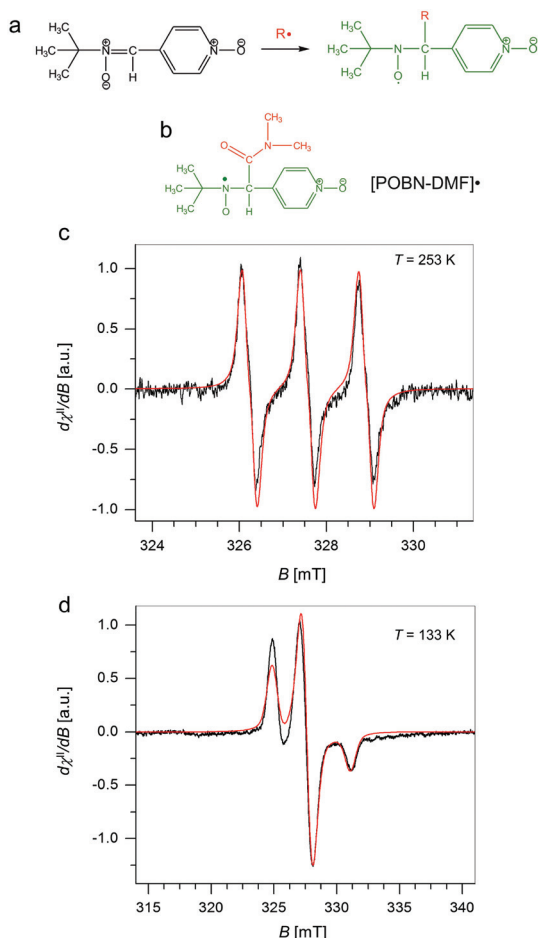 a
H₃C CH₃ H₃C N⊕ O⊖ C H N⊕ O⊖
R•
H₃C CH₃ H₃C N O• R C H N⊕ O⊖
b
CH₃
O N CH₃
C
H₃C CH₃ H₃C N• O C H N⊕ O⊖
[POBN-DMF]•
c
T = 253 K
1.0
0.5
0.0
-0.5
-1.0
dχᴵᴵ/dB [a.u.]
324 326 328 330
B [mT]
d
T = 133 K
1.0
0.5
0.0
-0.5
-1.0
dχᴵᴵ/dB [a.u.]
315 320 325 330 335 340
B [mT]